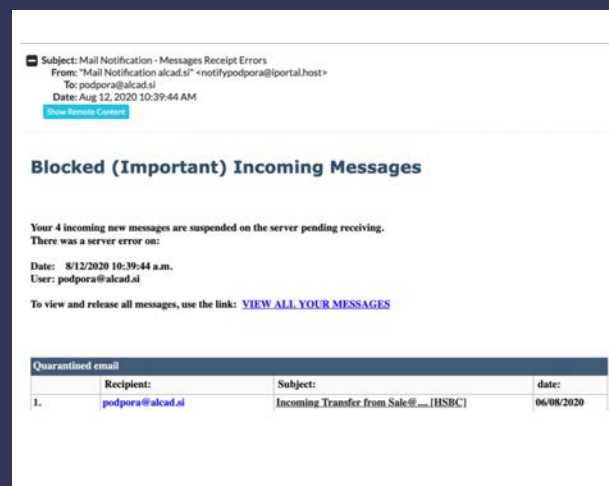 Subject: Mail Notification - Messages Receipt Errors
From: "Mail Notification alcad.si" <notifypodpora@iportal.host>
To: podpora@alcad.si
Date: Aug 12, 2020 10:39:44 AM
Show Remote Content
Blocked (Important) Incoming Messages
Your 4 incoming new messages are suspended on the server pending receiving.
There was a server error on:
Date: 8/12/2020 10:39:44 a.m.
User: podpora@alcad.si
To view and release all messages, use the link: VIEW ALL YOUR MESSAGES
Quarantined email
Recipient: Subject: date:
1. podpora@alcad.si Incoming Transfer from Sale@.... [HSBC] 06/08/2020